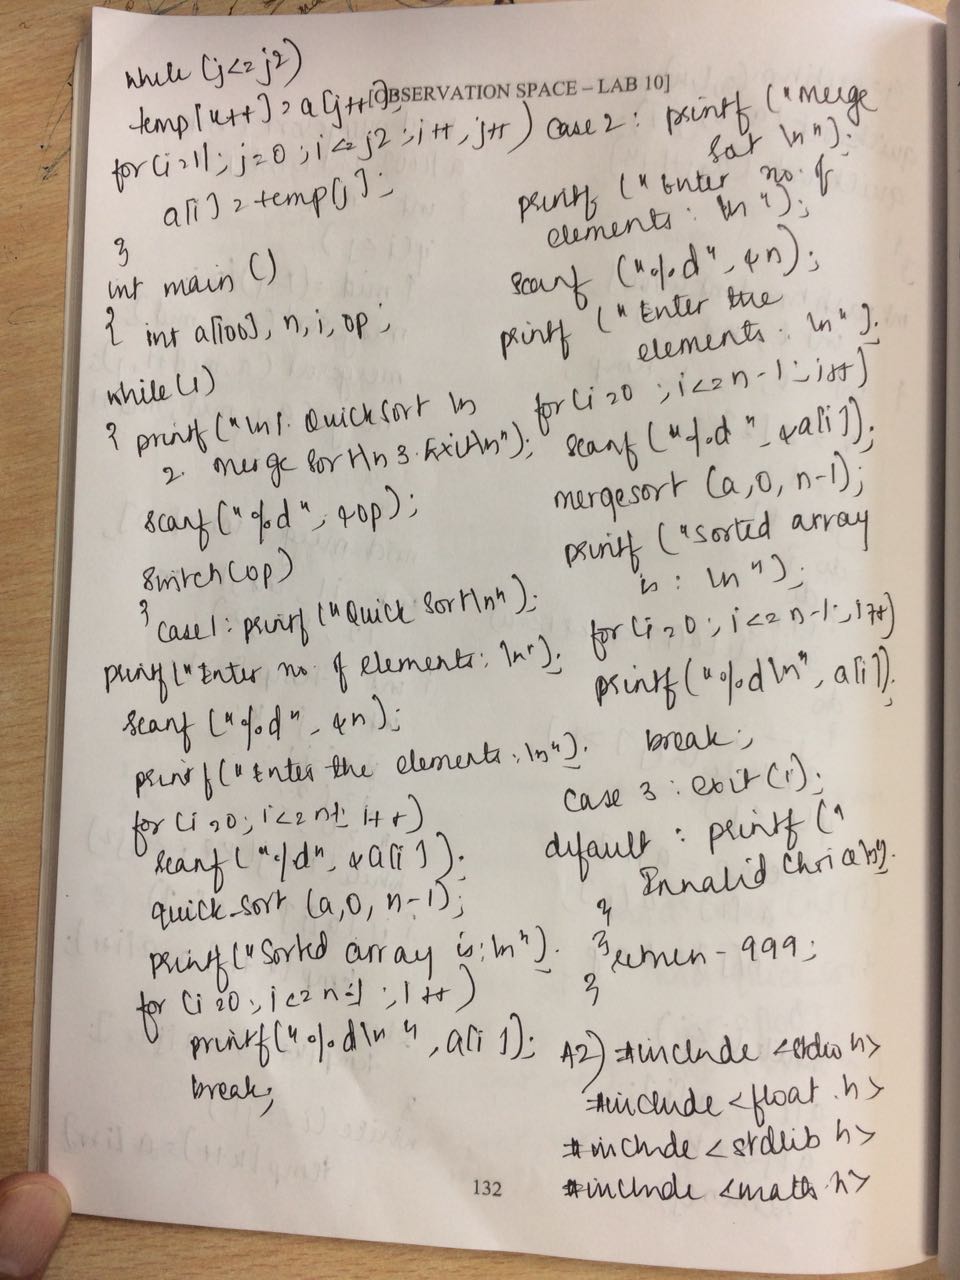 [OBSERVATION SPACE – LAB 10]
while (j<=j2)
temp[k++] = a[j++];
for(i=i1; j=0; i<=j2; i++, j++)
a[i] = temp[j];
}
int main ()
{ int a[100], n, i, op;
while(1)
{ printf("\n1. Quick Sort \n
2. Merge Sort\n 3. Exit\n");
scanf("%d", &op);
switch(op)
{
case 1: printf("Quick Sort\n");
printf("Enter no. of elements: \n");
scanf ("%d", &n);
printf("Enter the elements: \n");
for (i=0; i<=n-1; i++)
scanf("%d", &a[i]);
quick_sort (a,0, n-1);
printf("Sorted array is: \n");
for (i=0; i<=n-1; i++)
printf("%d\n", a[i]);
break;
Case 2: printf ("Merge
Sort \n");
printf ("Enter no. of
elements: \n");
scanf ("%d", &n);
printf ("Enter the
elements: \n");
for(i=0; i<=n-1; i++)
scanf ("%d", &a[i]);
mergesort (a,0, n-1);
printf ("sorted array
is: \n");
for (i=0; i<=n-1; i++)
printf("%d\n", a[i]);
break;
Case 3: exit(1);
default: printf ("
Invalid \n");
}
} return -999;
}
A2) #include <stdio.h>
#include <float.h>
#include <stdlib.h>
#include <math.h>
132